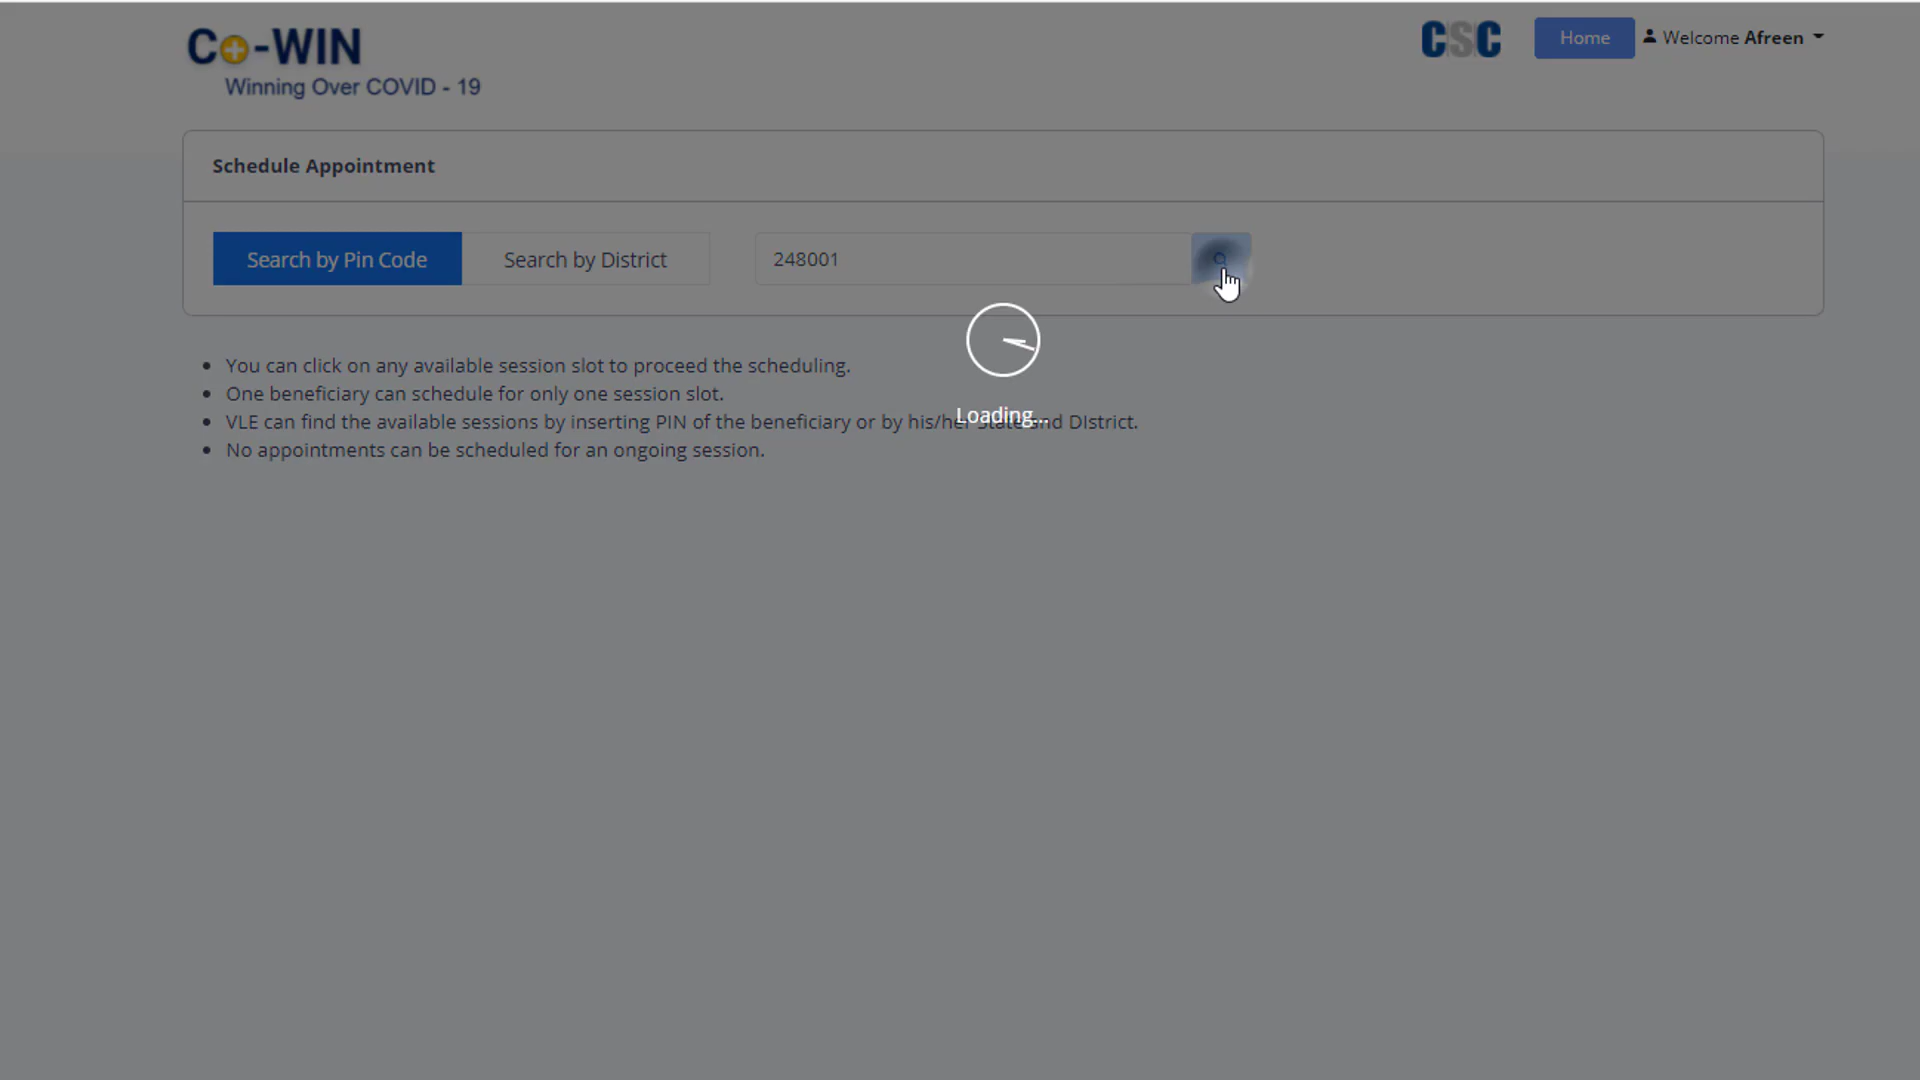 Co-WIN
Winning Over COVID - 19
CSC
Home
Welcome Afreen
Schedule Appointment
Search by Pin Code
Search by District
248001
Loading...
You can click on any available session slot to proceed the scheduling.
One beneficiary can schedule for only one session slot.
VLE can find the available sessions by inserting PIN of the beneficiary or by his/her State and DIstrict.
No appointments can be scheduled for an ongoing session.